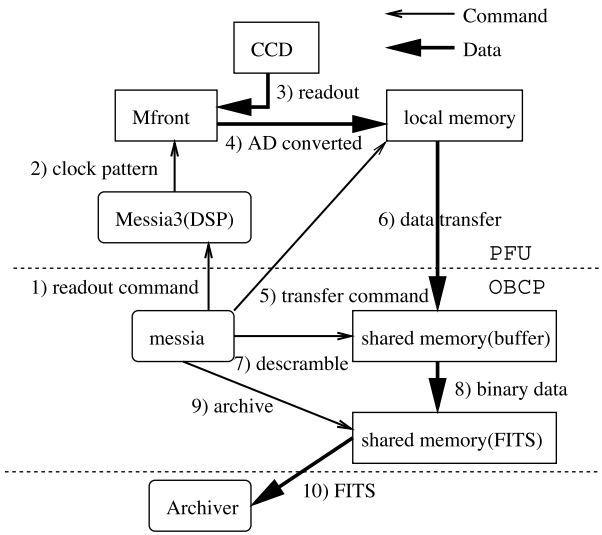 Command
CCD
Data
3) readout
Mfront
local memory
4) AD converted
2) clock pattern
Messia3(DSP)
6) data transfer
PFU
1) readout command
5) transfer command
OBCP
messia
shared memory(buffer)
7) descramble
8) binary data
9) archive
shared memory(FITS)
10) FITS
Archiver